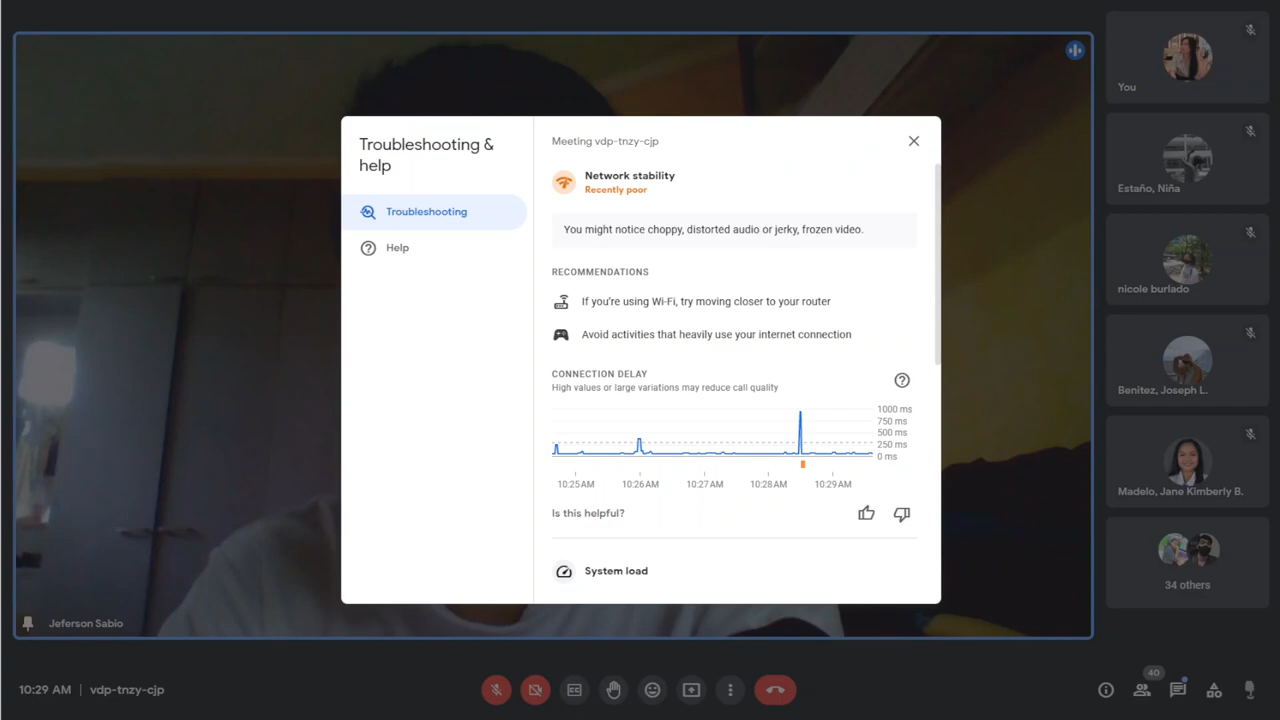 You
Estaño, Niña
nicole burlado
Benitez, Joseph L.
Madelo, Jane Kimberly B.
34 others
Troubleshooting &
help
Troubleshooting
Help
Meeting vdp-tnzy-cjp
Network stability
Recently poor
You might notice choppy, distorted audio or jerky, frozen video.
RECOMMENDATIONS
If you're using Wi-Fi, try moving closer to your router
Avoid activities that heavily use your internet connection
CONNECTION DELAY
High values or large variations may reduce call quality
1000 ms
750 ms
500 ms
250 ms
0 ms
10:25 AM 10:26 AM 10:27 AM 10:28 AM 10:29 AM
Is this helpful?
System load
Jeferson Sabio
10:29 AM | vdp-tnzy-cjp
CC
40